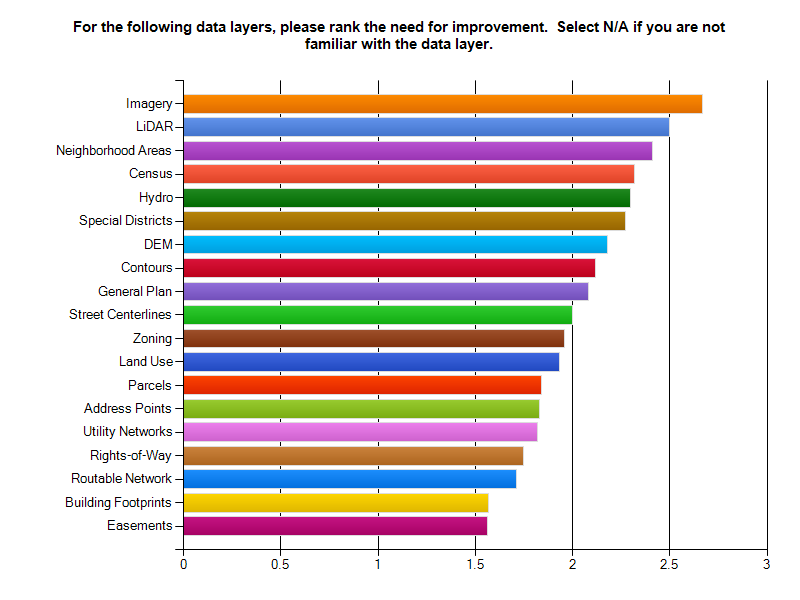 For the following data layers, please rank the need for improvement.  Select N/A if you are not
familiar with the data layer.
Imagery
LiDAR
Neighborhood Areas
Census
Hydro
Special Districts
DEM
Contours
General Plan
Street Centerlines
Zoning
Land Use
Parcels
Address Points
Utility Networks
Rights-of-Way
Routable Network
Building Footprints
Easements
0 0.5 1 1.5 2 2.5 3